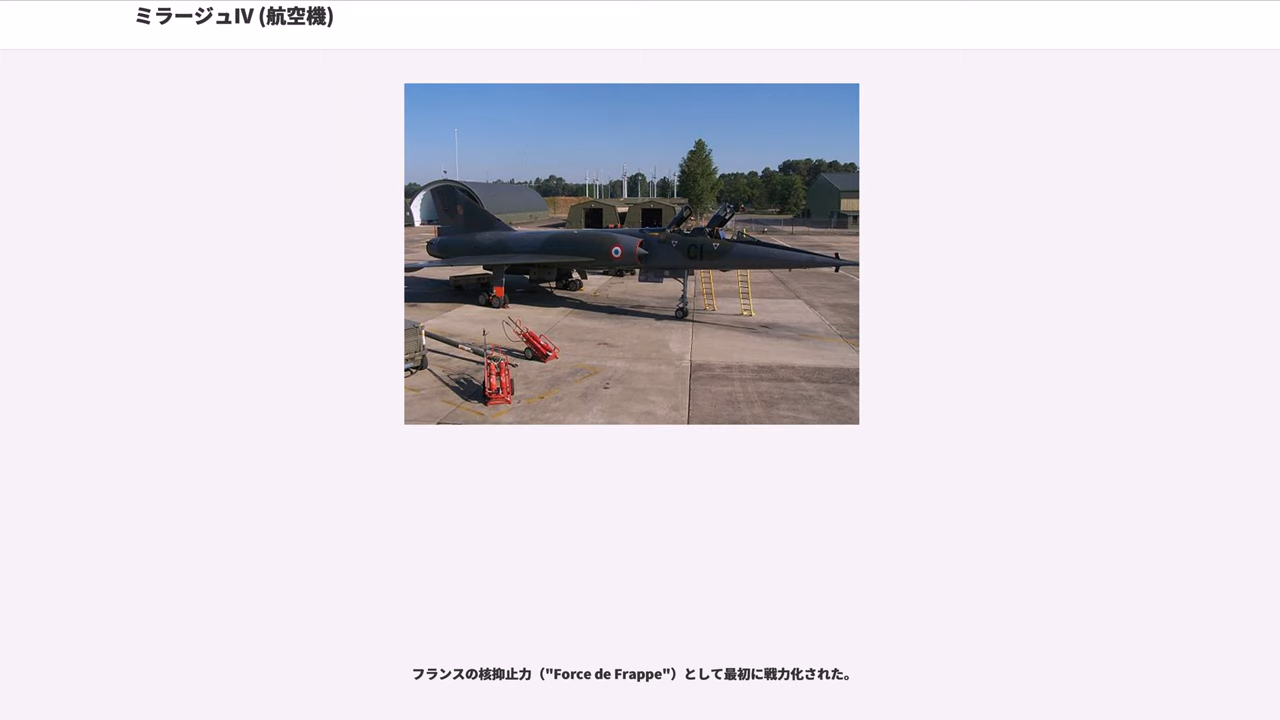 ミラージュIV (航空機)
CI
フランスの核抑止力（"Force de Frappe"）として最初に戦力化された。